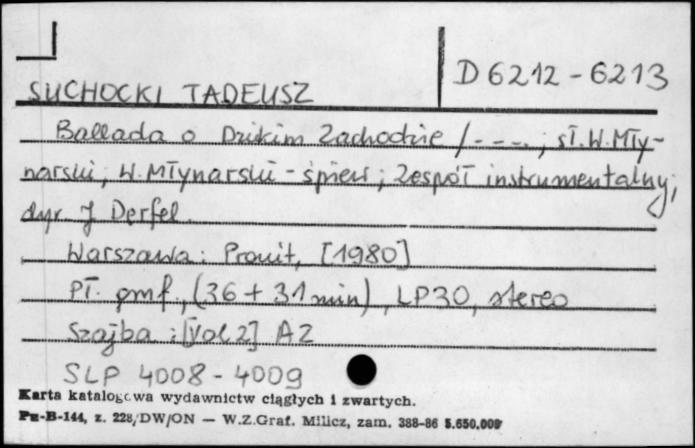 D 6212 - 6213
SUCHOCKI TADEUSZ
Ballada o Dzikim Zachodzie / - - - . ; sł. W. Mły-
narski ; W. Młynarski - śpiew ; Zespół instrumentalny ;
dyr. J. Derfel.
Warszawa : Pronit, [1980]
Pł. gmf., (36 + 31 min), LP30, stereo
Szajba : [Vol 2] A2
SLP 4008 - 4009
Karta katalogowa wydawnictw ciągłych i zwartych.
Pu-B-144, z. 228/DW/ON — W.Z.Graf. Milicz, zam. 388-86 5.650.000